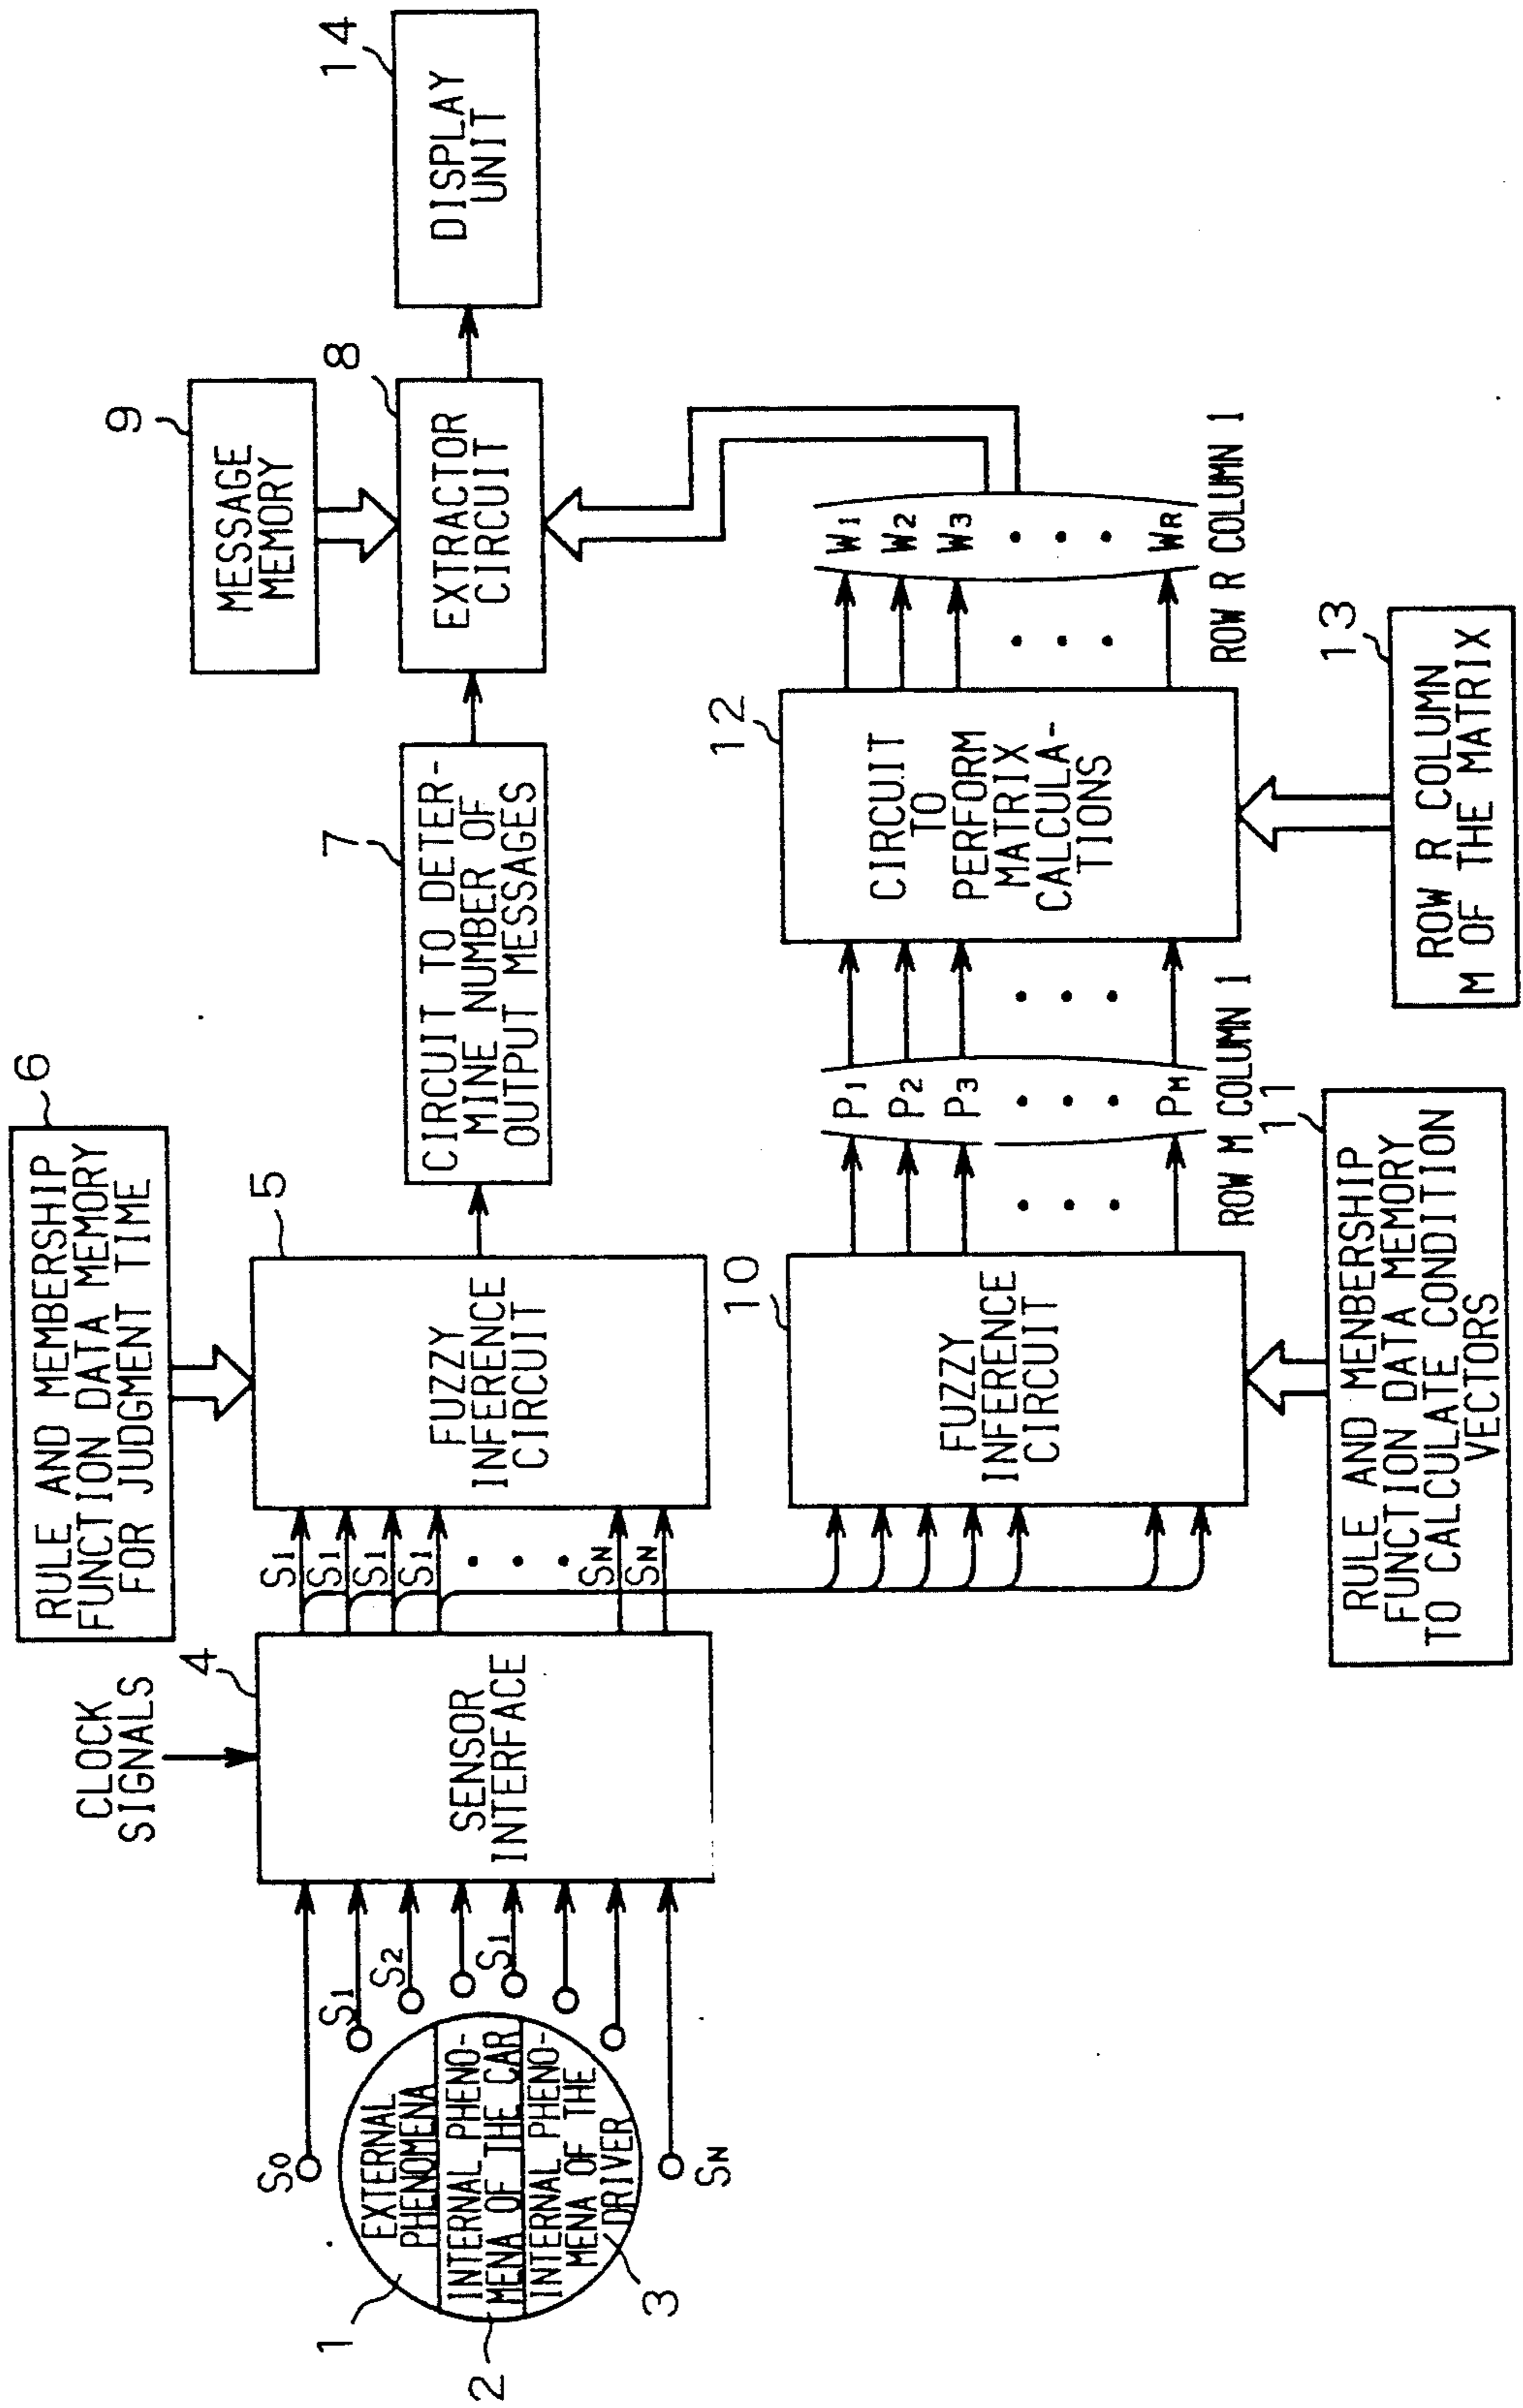 1
EXTERNAL
PHENOMENA
2
INTERNAL PHENO-
MENA OF THE CAR
3
INTERNAL PHENO-
MENA OF THE
DRIVER
S0
S1
S2
S1
SN
CLOCK
SIGNALS
4
SENSOR
INTERFACE
S1
S1
S1
S1
SN
SN
6
RULE AND MEMBERSHIP
FUNCTION DATA MEMORY
FOR JUDGMENT TIME
5
FUZZY
INFERENCE
CIRCUIT
7
CIRCUIT TO DETER-
MINE NUMBER OF
OUTPUT MESSAGES
9
MESSAGE
MEMORY
8
EXTRACTOR
CIRCUIT
14
DISPLAY
UNIT
10
FUZZY
INFERENCE
CIRCUIT
11
RULE AND MENBERSHIP
FUNCTION DATA MEMORY
TO CALCULATE CONDITION
VECTORS
P1
P2
P3
PM
ROW M COLUMN 1
12
CIRCUIT
TO
PERFORM
MATRIX
CALCULA-
TIONS
13
ROW R COLUMN
M OF THE MATRIX
W1
W2
W3
WR
ROW R COLUMN 1